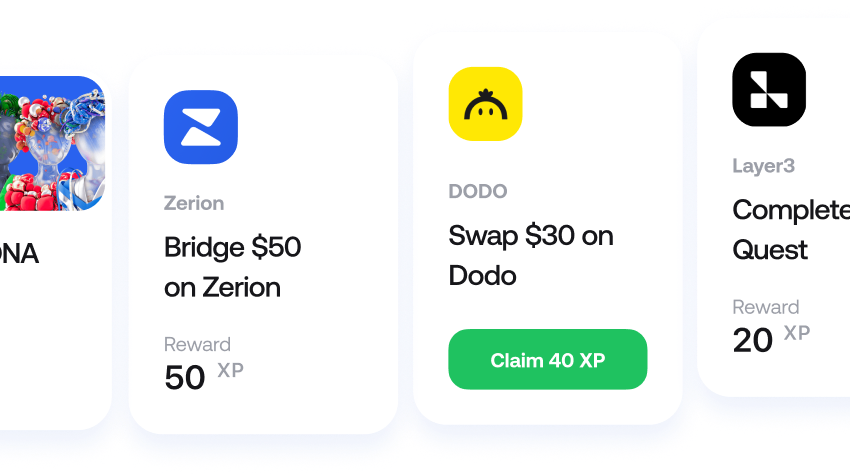 DNA
Zerion
Bridge $50
on Zerion
Reward
50 XP
DODO
Swap $30 on
Dodo
Claim 40 XP
Layer3
Complete
Quest
Reward
20 XP